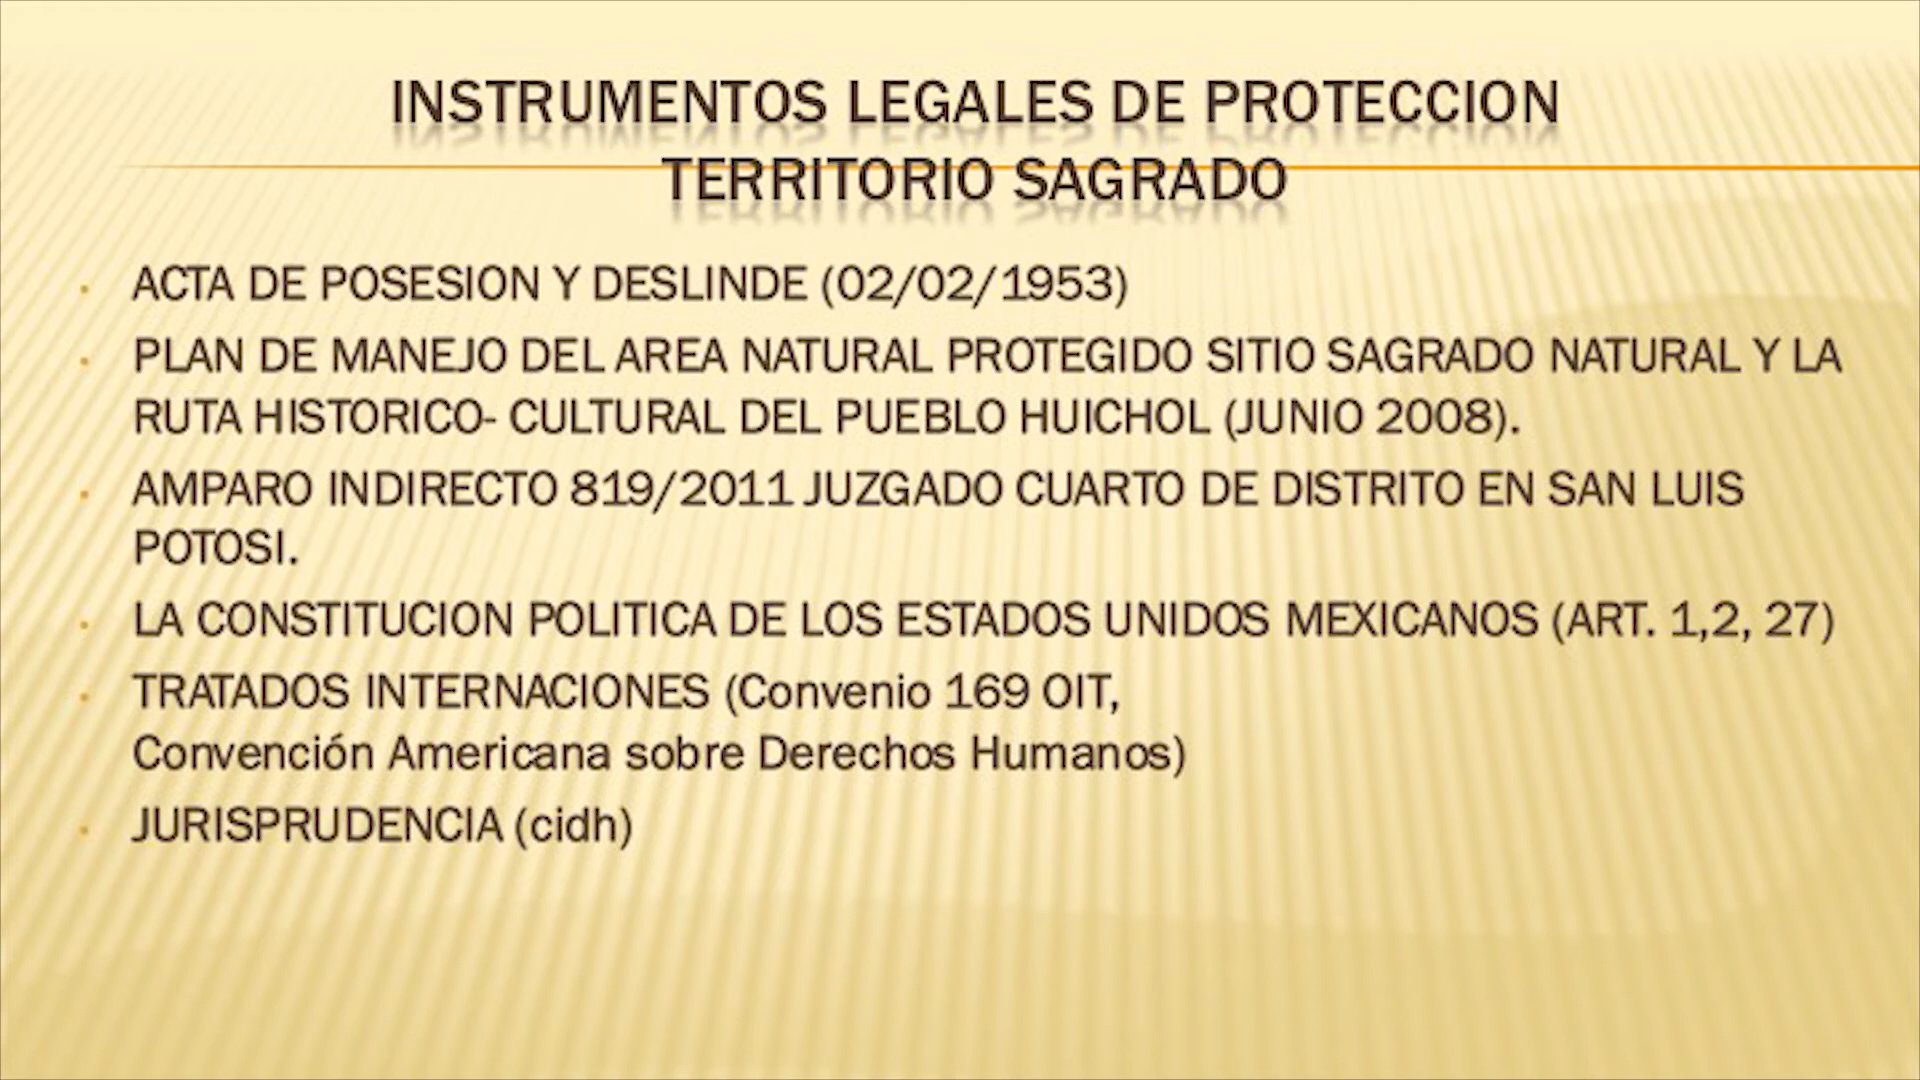 INSTRUMENTOS LEGALES DE PROTECCION
TERRITORIO SAGRADO
ACTA DE POSESION Y DESLINDE (02/02/1953)
PLAN DE MANEJO DEL AREA NATURAL PROTEGIDO SITIO SAGRADO NATURAL Y LA
RUTA HISTORICO- CULTURAL DEL PUEBLO HUICHOL (JUNIO 2008).
AMPARO INDIRECTO 819/2011 JUZGADO CUARTO DE DISTRITO EN SAN LUIS
POTOSI.
LA CONSTITUCION POLITICA DE LOS ESTADOS UNIDOS MEXICANOS (ART. 1,2, 27)
TRATADOS INTERNACIONES (Convenio 169 OIT,
Convención Americana sobre Derechos Humanos)
JURISPRUDENCIA (cidh)